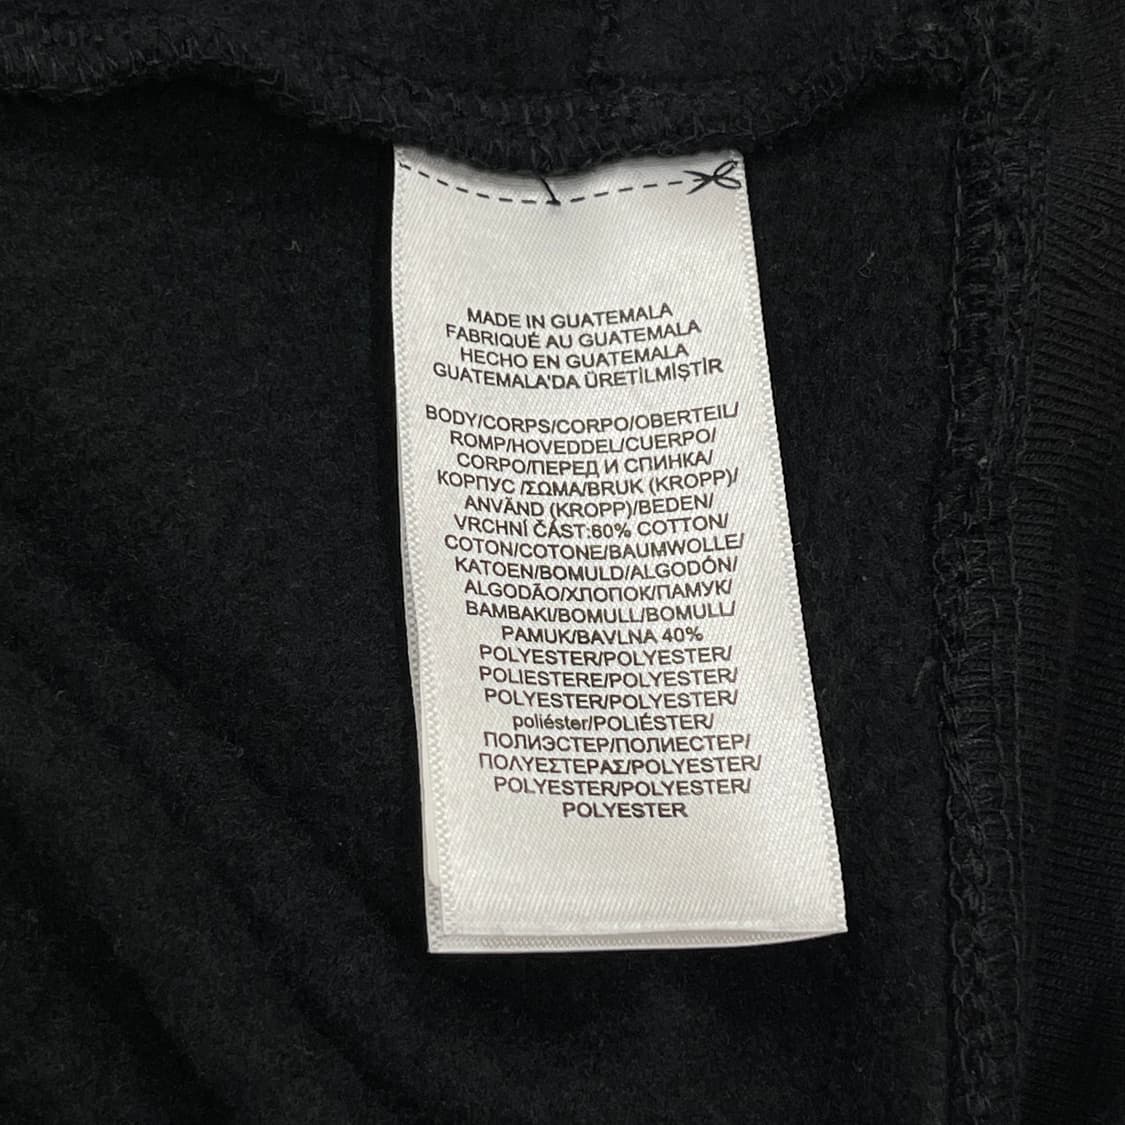 MADE IN GUATEMALA
FABRIQUÉ AU GUATEMALA
HECHO EN GUATEMALA
GUATEMALA'DA ÜRETİLMİŞTİR
BODY/CORPS/CORPO/OBERTEIL/
ROMP/HOVEDDEL/CUERPO/
CORPO/ПЕРЕД И СПИНКА/
КОРПУС /ΣΩΜΑ/BRUK (KROPP)/
ANVÄND (KROPP)/BEDEN/
VRCHNÍ ČÁST:60% COTTON/
COTON/COTONE/BAUMWOLLE/
KATOEN/BOMULD/ALGODÓN/
ALGODÃO/ХЛОПОК/ПАМУК/
BAMBAKI/BOMULL/BOMULL/
PAMUK/BAVLNA 40%
POLYESTER/POLYESTER/
POLIESTERE/POLYESTER/
POLYESTER/POLYESTER/
poliéster/POLIÉSTER/
ПОЛИЭСТЕР/ПОЛИЕСТЕР/
ΠΟΛΥΕΣΤΕΡΑΣ/POLYESTER/
POLYESTER/POLYESTER/
POLYESTER